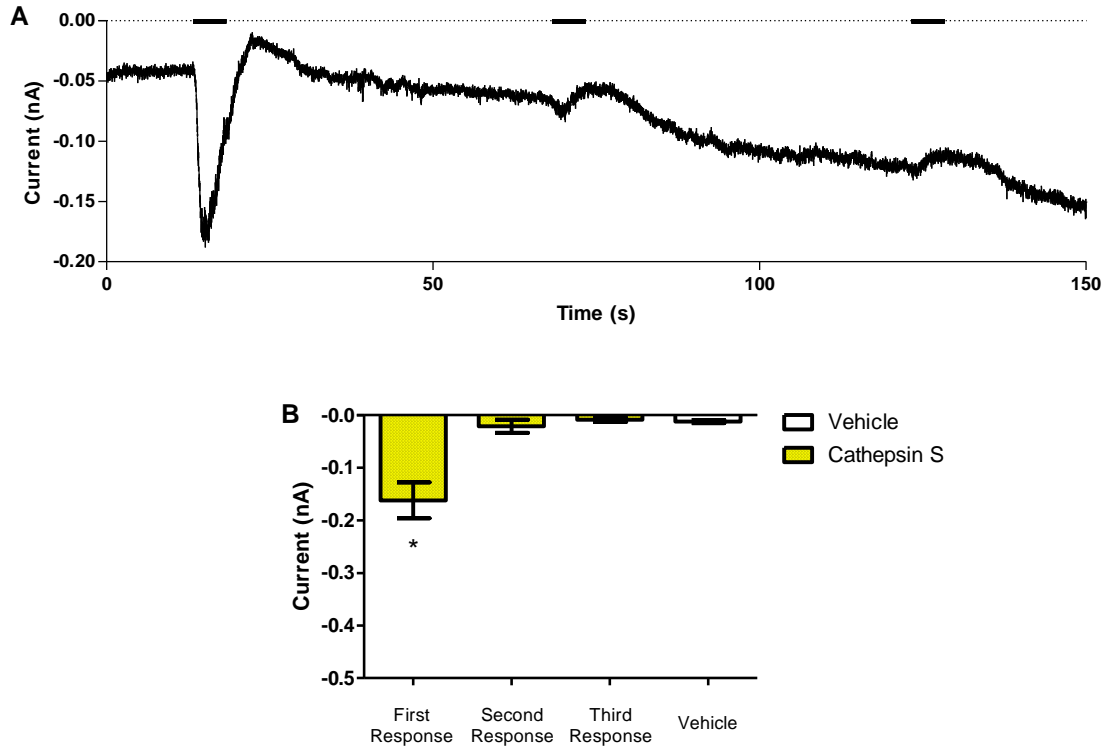 A
0.00
-0.05
-0.10
-0.15
-0.20
Current (nA)
0 50 100 150
Time (s)
B
-0.0
-0.1
-0.2
-0.3
-0.4
-0.5
Current (nA)
*
First Second Third Vehicle
Response Response Response
Vehicle
Cathepsin S